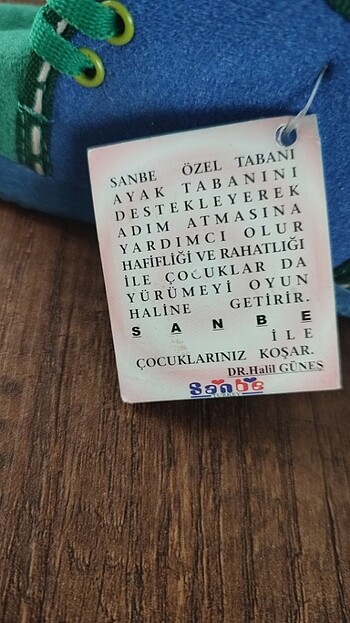 SANBE ÖZEL TABANI
AYAK TABANINI
DESTEKLEYEREK
ADIM ATMASINA
YARDIMCI OLUR
HAFİFLİĞİ VE RAHATLIĞI
İLE ÇOCUKLAR DA
YÜRÜMEYİ OYUN
HALİNE GETİRİR.
SANBE
İLE
ÇOCUKLARINIZ KOŞAR.
DR.Halil GÜNEŞ
Sanbe
TURKEY